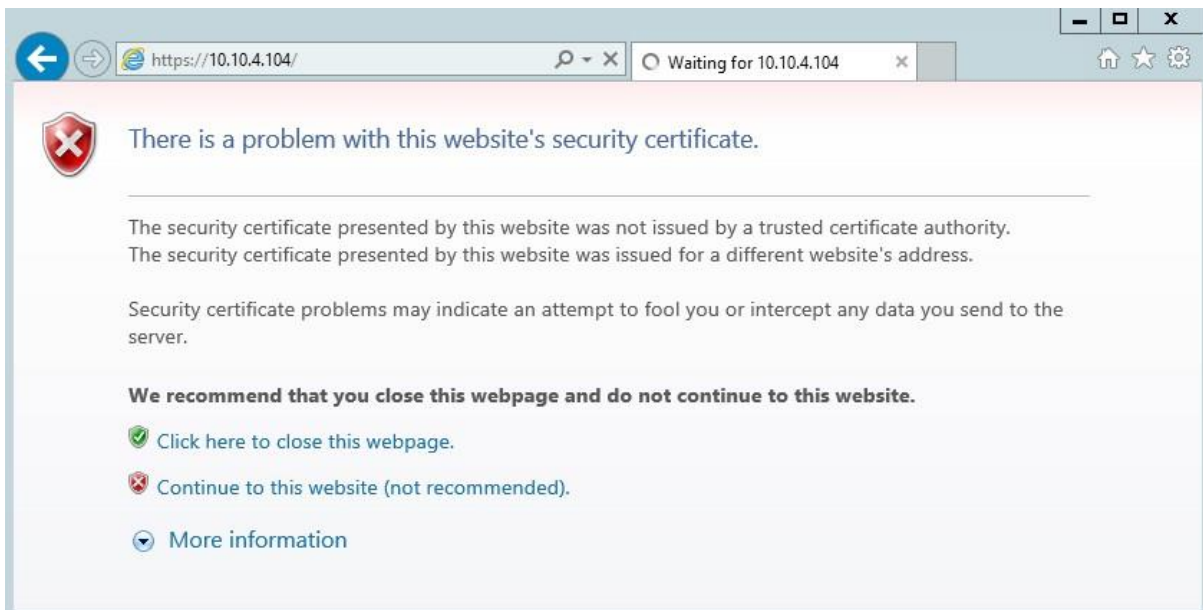 https://10.10.4.104/
Waiting for 10.10.4.104
There is a problem with this website's security certificate.
The security certificate presented by this website was not issued by a trusted certificate authority.
The security certificate presented by this website was issued for a different website's address.
Security certificate problems may indicate an attempt to fool you or intercept any data you send to the
server.
We recommend that you close this webpage and do not continue to this website.
Click here to close this webpage.
Continue to this website (not recommended).
More information